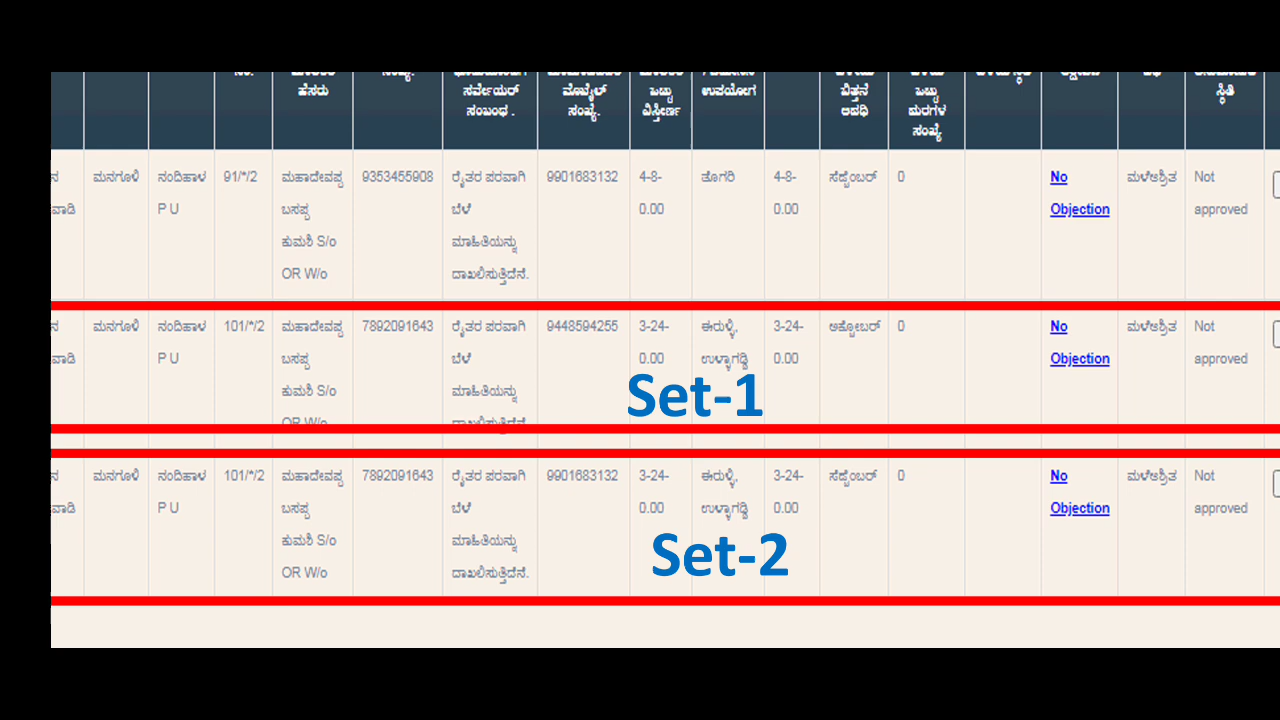 ಹೆಸರು ಸರ್ವೇಯರ್ ಮೊಬೈಲ್ ಒಟ್ಟು ಉಪಯೋಗ ಬಿತ್ತನೆ ಒಟ್ಟು ಸ್ಥಿತಿ
ಸಂಬಂಧ . ಸಂಖ್ಯೆ. ವಿಸ್ತೀರ್ಣ ಅವಧಿ ಮರಗಳ
ಸಂಖ್ಯೆ
ಮನಗೂಳಿ ನಂದಿಹಾಳ 91/*/2 ಮಹಾದೇವಪ್ಪ 9353455908 ರೈತರ ಪರವಾಗಿ 9901683132 4-8- ತೊಗರಿ 4-8- ಸೆಪ್ಟೆಂಬರ್ 0 No ಮಳೆಆಶ್ರಿತ Not
ವಾಡಿ P U ಬಸಪ್ಪ ಬೆಳೆ 0.00 0.00 Objection approved
ಕುಮಶಿ S/o ಮಾಹಿತಿಯನ್ನು
OR W/o ದಾಖಲಿಸುತ್ತಿದೆನೆ.
ಮನಗೂಳಿ ನಂದಿಹಾಳ 101/*/2 ಮಹಾದೇವಪ್ಪ 7892091643 ರೈತರ ಪರವಾಗಿ 9448594255 3-24- ಈರುಳ್ಳಿ, 3-24- ಅಕ್ಟೋಬರ್ 0 No ಮಳೆಆಶ್ರಿತ Not
ವಾಡಿ P U ಬಸಪ್ಪ ಬೆಳೆ 0.00 ಉಳ್ಳಾಗಡ್ಡಿ 0.00 Objection approved
ಕುಮಶಿ S/o ಮಾಹಿತಿಯನ್ನು Set-1
OR W/o
ಮನಗೂಳಿ ನಂದಿಹಾಳ 101/*/2 ಮಹಾದೇವಪ್ಪ 7892091643 ರೈತರ ಪರವಾಗಿ 9901683132 3-24- ಈರುಳ್ಳಿ, 3-24- ಸೆಪ್ಟೆಂಬರ್ 0 No ಮಳೆಆಶ್ರಿತ Not
ವಾಡಿ P U ಬಸಪ್ಪ ಬೆಳೆ 0.00 ಉಳ್ಳಾಗಡ್ಡಿ 0.00 Objection approved
ಕುಮಶಿ S/o ಮಾಹಿತಿಯನ್ನು Set-2
OR W/o ದಾಖಲಿಸುತ್ತಿದೆನೆ.